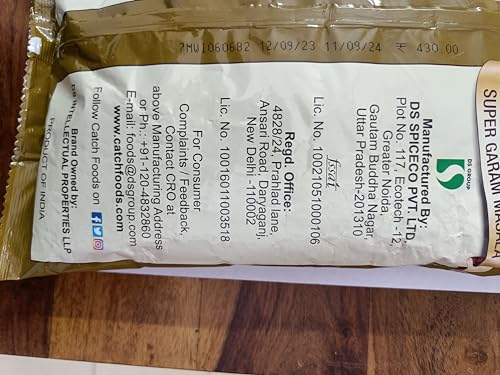 7MW1060682 12/09/23 11/09/24 ₹ 430.00
SUPER GARAM MASALA
DS GROUP
Manufactured By:
DS SPICECO PVT. LTD.
Plot No. 117, Ecotech -12,
Greater Noida,
Gautam Buddha Nagar,
Uttar Pradesh-201310
fssai
Lic. No. 10021051000106
Regd. Office:
4828/24, Prahlad lane,
Ansari Road, Daryaganj,
New Delhi -110002
Lic. No. 10016011003518
For Consumer
Complaints / Feedback,
Contact CRO at
above Manufacturing Address
or Ph.: +91-120-4832860
E-mail: foods@dsgroup.com
www.catchfoods.com
Follow Catch Foods on
Brand Owned by:
DS INTELLECTUAL PROPERTIES LLP
PRODUCT OF INDIA